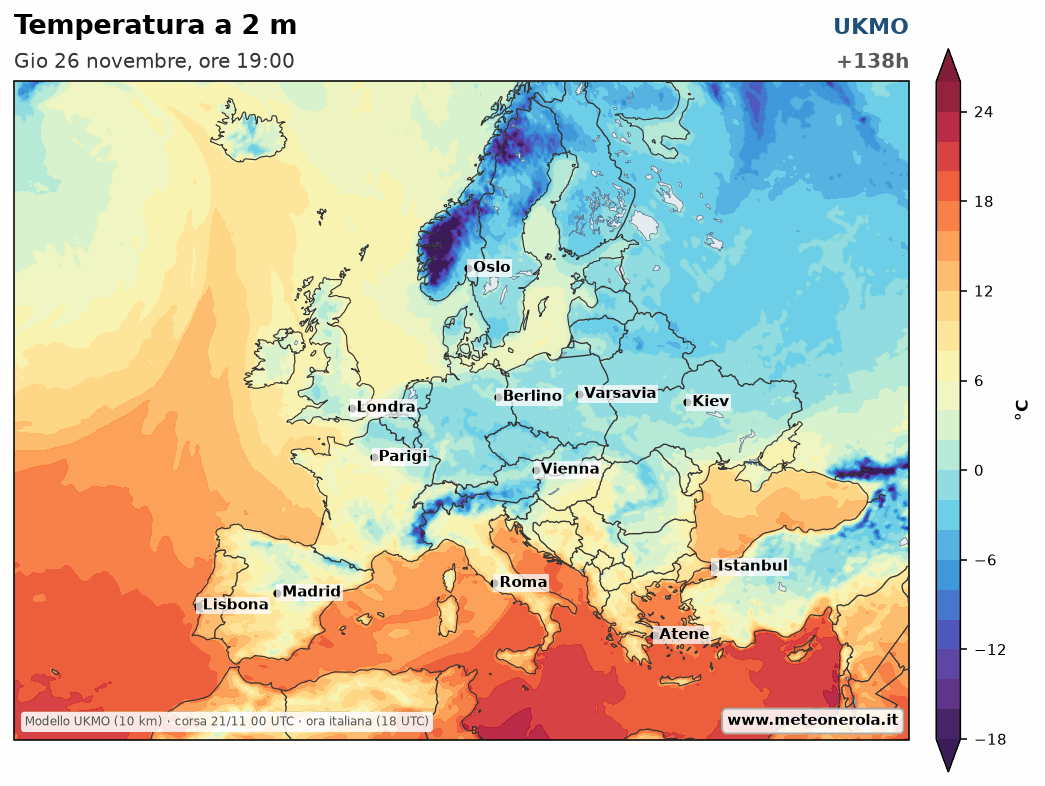 Temperatura a 2 m
UKMO
Gio 26 novembre, ore 19:00
+138h
24
18
12
6
0
−6
−12
−18
°C
Oslo
Berlino
Varsavia
Kiev
Londra
Parigi
Vienna
Istanbul
Roma
Madrid
Lisbona
Atene
Modello UKMO (10 km) · corsa 21/11 00 UTC · ora italiana (18 UTC)
www.meteonerola.it